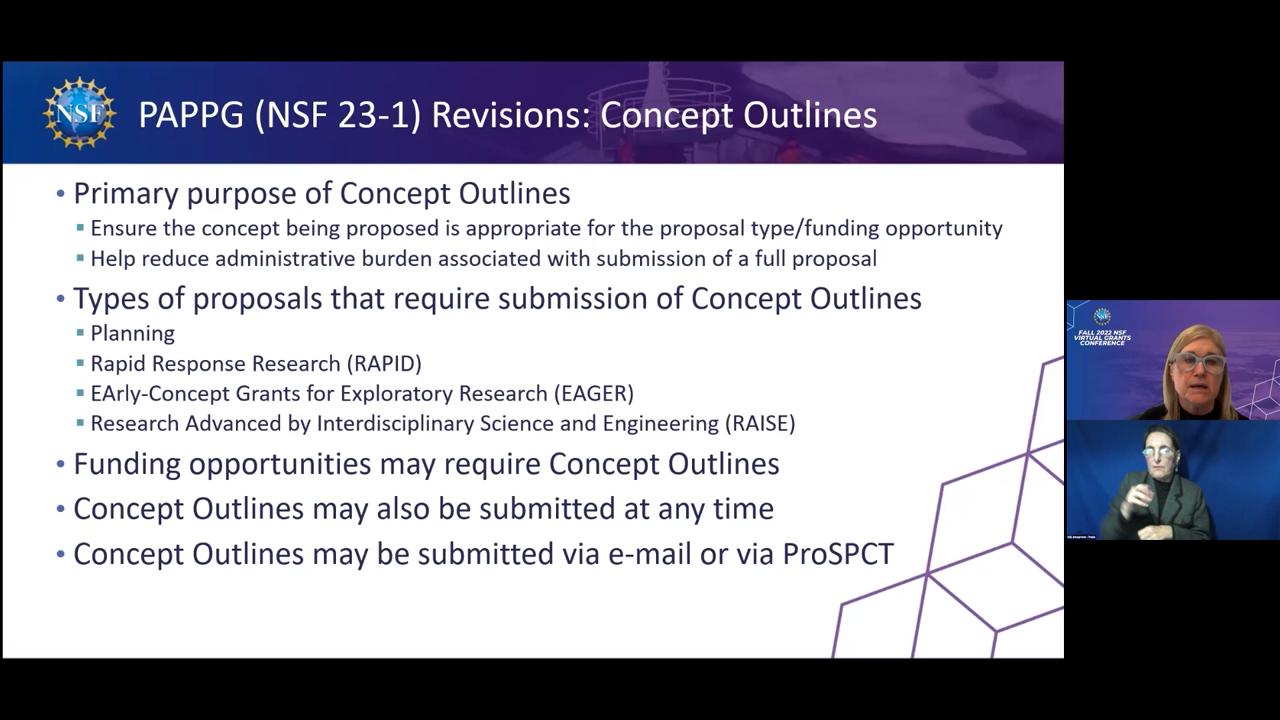 NSF
PAPPG (NSF 23-1) Revisions: Concept Outlines
• Primary purpose of Concept Outlines
▪ Ensure the concept being proposed is appropriate for the proposal type/funding opportunity
▪ Help reduce administrative burden associated with submission of a full proposal
• Types of proposals that require submission of Concept Outlines
▪ Planning
▪ Rapid Response Research (RAPID)
▪ EArly-Concept Grants for Exploratory Research (EAGER)
▪ Research Advanced by Interdisciplinary Science and Engineering (RAISE)
• Funding opportunities may require Concept Outlines
• Concept Outlines may also be submitted at any time
• Concept Outlines may be submitted via e-mail or via ProSPCT
FALL 2022 NSF
VIRTUAL GRANTS
CONFERENCE